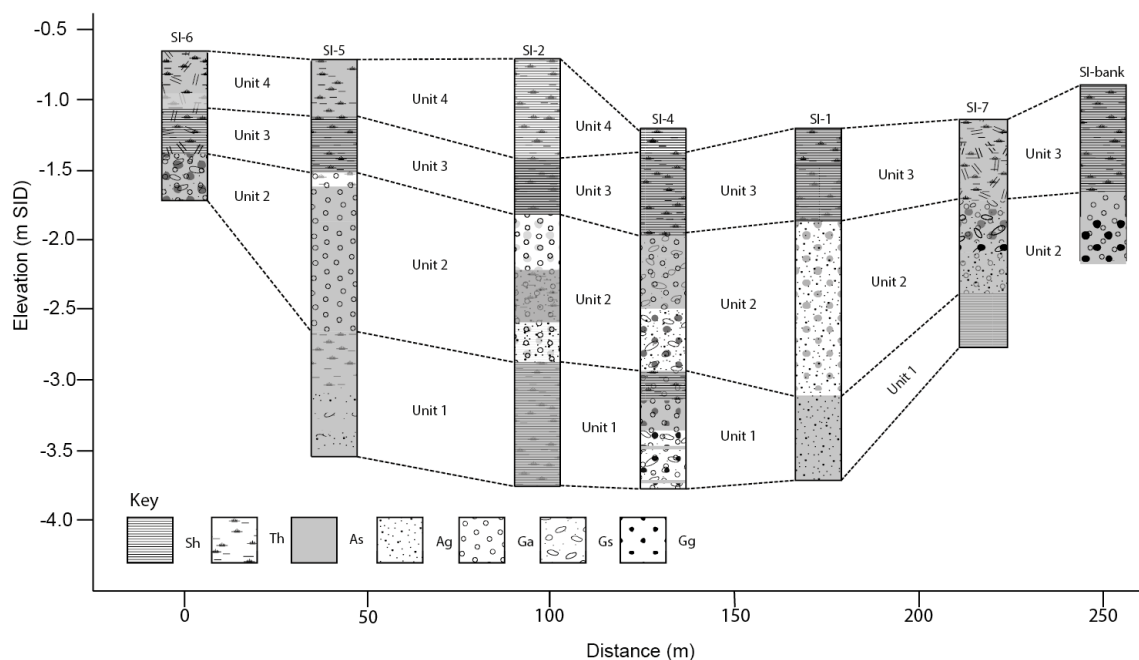 -0.5
-1.0
-1.5
-2.0
-2.5
-3.0
-3.5
-4.0
Elevation (m SID)
SI-6
SI-5
SI-2
SI-4
SI-1
SI-7
SI-bank
Unit 4
Unit 4
Unit 4
Unit 3
Unit 3
Unit 3
Unit 3
Unit 3
Unit 3
Unit 2
Unit 2
Unit 2
Unit 2
Unit 2
Unit 2
Unit 1
Unit 1
Unit 1
Unit 1
Key
Sh
Th
As
Ag
Ga
Gs
Gg
0
50
100
150
200
250
Distance (m)